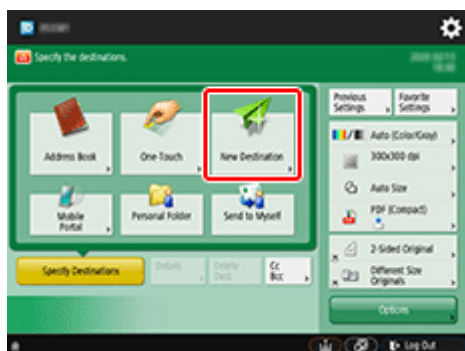 Specify the destinations.
Previous
Settings
Favorite
Settings
Address Book
One-Touch
New Destination
Auto (Color/Gray)
300x300 dpi
Auto Size
Mobile
Portal
Personal Folder
Send to Myself
PDF (Compact)
Specify Destinations
Details
Delete
Dest.
Cc
Bcc
2-Sided Original
Different Size
Originals
Options
Log Out